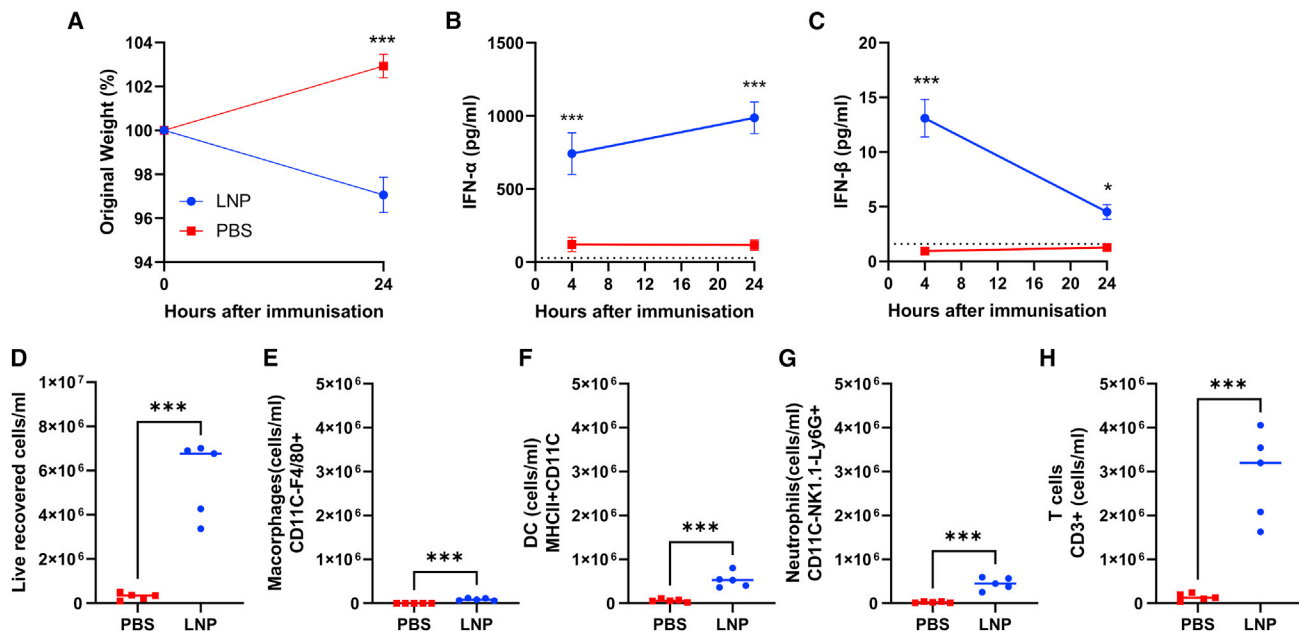 A
B
C
Original Weight (%)
104
102
100
98
96
94
***
LNP
PBS
0
24
Hours after immunisation
IFN-α (pg/ml)
1500
1000
500
0
***
***
0 4 8 12 16 20 24
Hours after immunisation
IFN-β (pg/ml)
20
15
10
5
0
***
*
0 4 8 12 16 20 24
Hours after immunisation
D
E
F
G
H
Live recovered cells/ml
1×10⁷
8×10⁶
6×10⁶
4×10⁶
2×10⁶
0
***
PBS LNP
Macorphages(cells/ml)
CD11C-F4/80+
5×10⁶
4×10⁶
3×10⁶
2×10⁶
1×10⁶
0
***
PBS LNP
DC (cells/ml)
MHCII+CD11C
5×10⁶
4×10⁶
3×10⁶
2×10⁶
1×10⁶
0
***
PBS LNP
Neutrophils(cells/ml)
CD11C-NK1.1-Ly6G+
5×10⁶
4×10⁶
3×10⁶
2×10⁶
1×10⁶
0
***
PBS LNP
T cells
CD3+ (cells/ml)
5×10⁶
4×10⁶
3×10⁶
2×10⁶
1×10⁶
0
***
PBS LNP